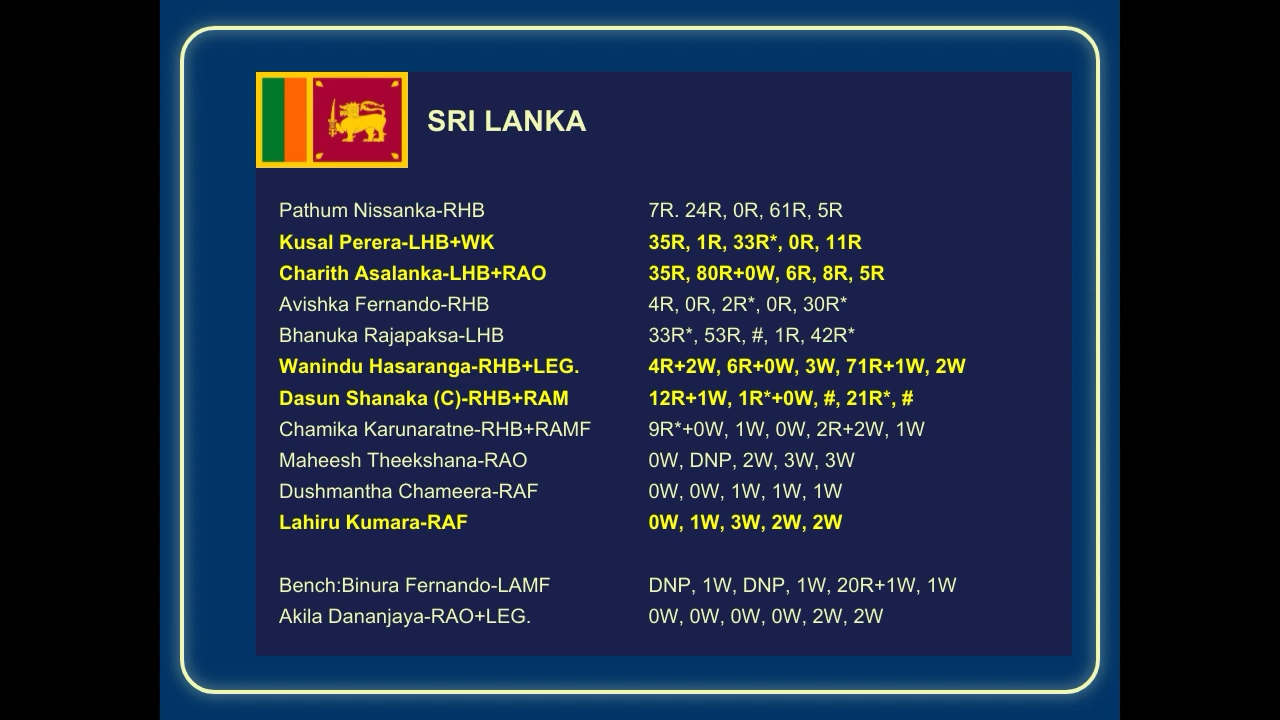 SRI LANKA
Pathum Nissanka-RHB 7R. 24R, 0R, 61R, 5R
Kusal Perera-LHB+WK 35R, 1R, 33R*, 0R, 11R
Charith Asalanka-LHB+RAO 35R, 80R+0W, 6R, 8R, 5R
Avishka Fernando-RHB 4R, 0R, 2R*, 0R, 30R*
Bhanuka Rajapaksa-LHB 33R*, 53R, #, 1R, 42R*
Wanindu Hasaranga-RHB+LEG. 4R+2W, 6R+0W, 3W, 71R+1W, 2W
Dasun Shanaka (C)-RHB+RAM 12R+1W, 1R*+0W, #, 21R*, #
Chamika Karunaratne-RHB+RAMF 9R*+0W, 1W, 0W, 2R+2W, 1W
Maheesh Theekshana-RAO 0W, DNP, 2W, 3W, 3W
Dushmantha Chameera-RAF 0W, 0W, 1W, 1W, 1W
Lahiru Kumara-RAF 0W, 1W, 3W, 2W, 2W
Bench:Binura Fernando-LAMF DNP, 1W, DNP, 1W, 20R+1W, 1W
Akila Dananjaya-RAO+LEG. 0W, 0W, 0W, 0W, 2W, 2W